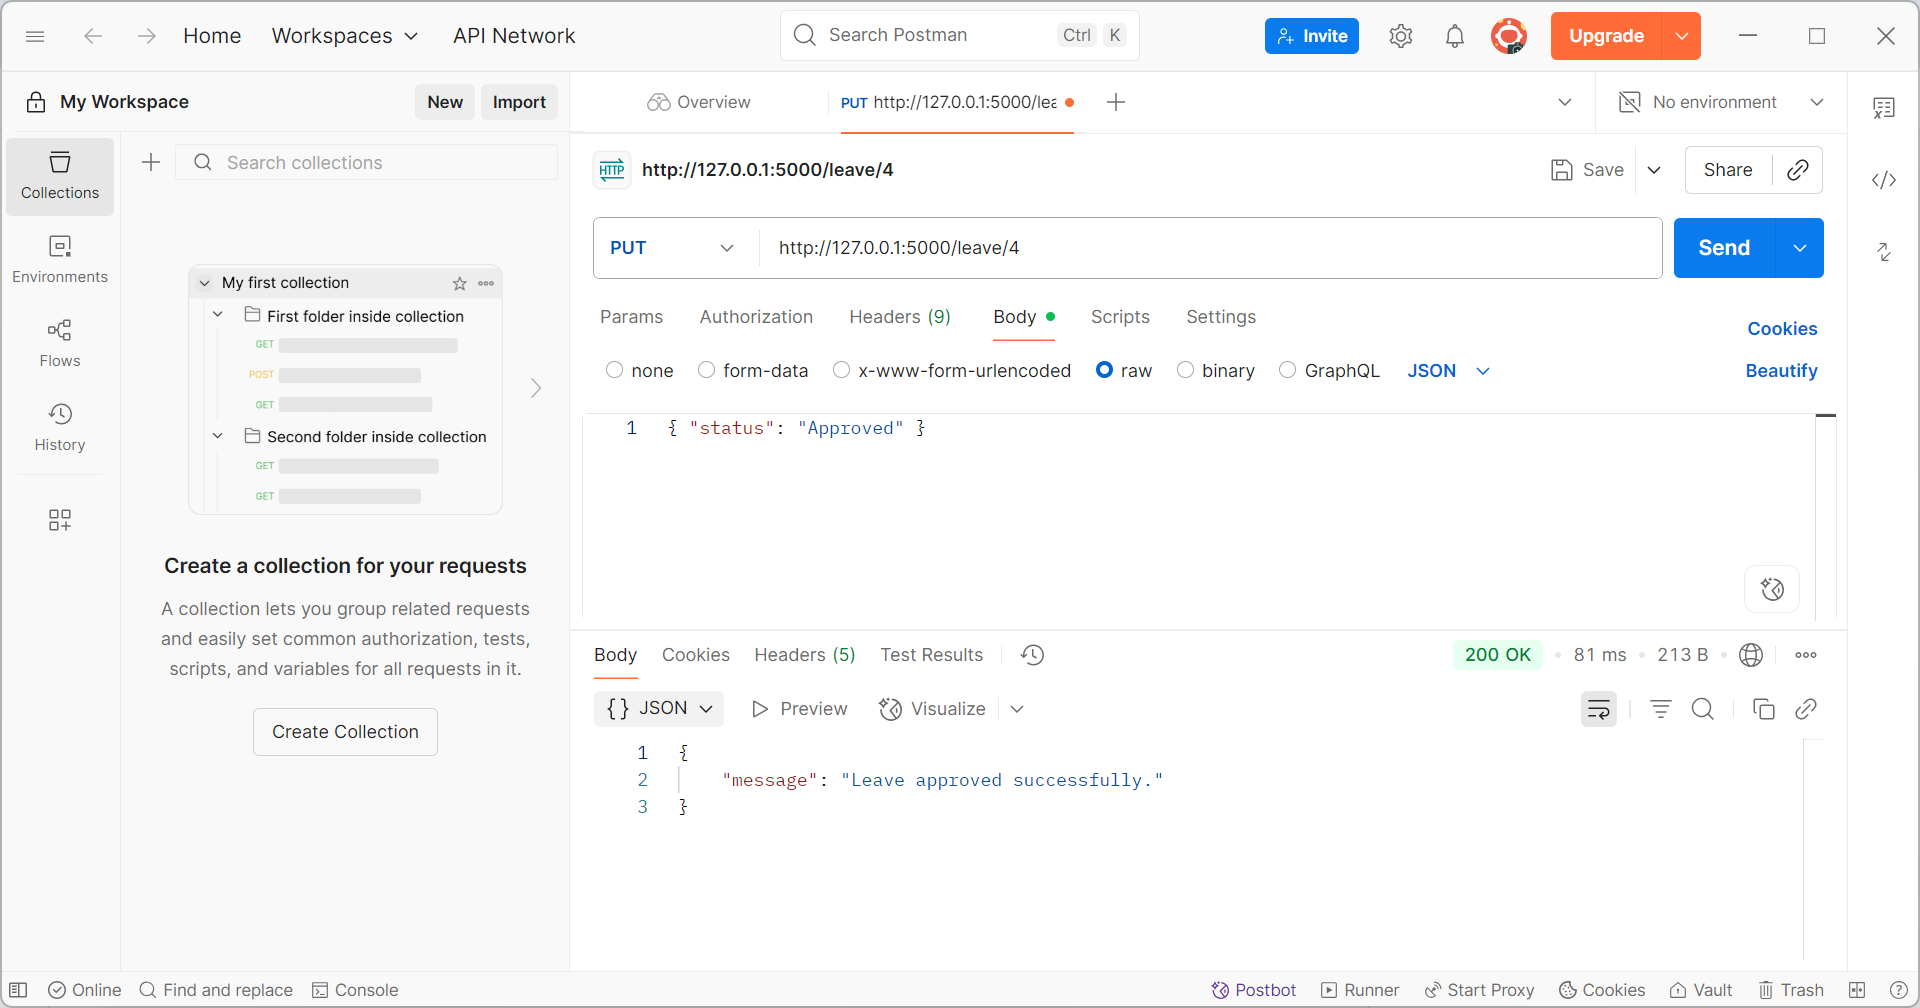 Home Workspaces API Network Search Postman Ctrl K Invite Upgrade
My Workspace New Import Overview PUT http://127.0.0.1:5000/lea No environment
Search collections
Collections
Environments
Flows
History
My first collection
First folder inside collection
GET
POST
GET
Second folder inside collection
GET
GET
Create a collection for your requests
A collection lets you group related requests
and easily set common authorization, tests,
scripts, and variables for all requests in it.
Create Collection
HTTP http://127.0.0.1:5000/leave/4 Save Share
PUT http://127.0.0.1:5000/leave/4 Send
Params Authorization Headers (9) Body Scripts Settings Cookies
none form-data x-www-form-urlencoded raw binary GraphQL JSON Beautify
1 { "status": "Approved" }
Body Cookies Headers (5) Test Results 200 OK • 81 ms • 213 B •
{} JSON Preview Visualize
1 {
2 "message": "Leave approved successfully."
3 }
Online Find and replace Console Postbot Runner Start Proxy Cookies Vault Trash